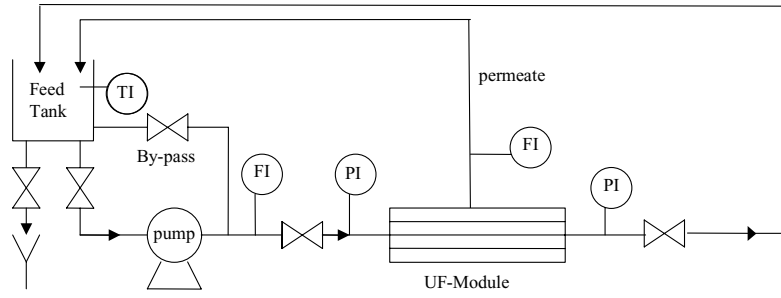 permeate
Feed
Tank
TI
FI
By-pass
FI
PI
PI
pump
UF-Module